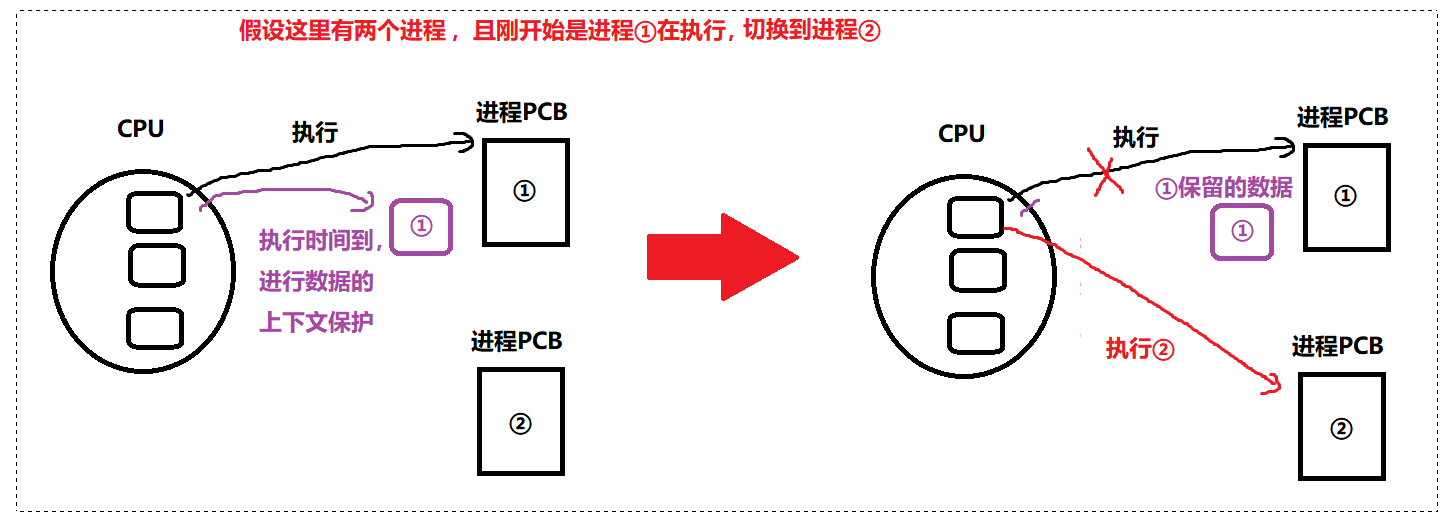 假设这里有两个进程，且刚开始是进程①在执行，切换到进程②
CPU
执行
进程PCB
①
①
执行时间到，
进行数据的
上下文保护
进程PCB
②
CPU
执行
进程PCB
①保留的数据
①
①
执行②
进程PCB
②